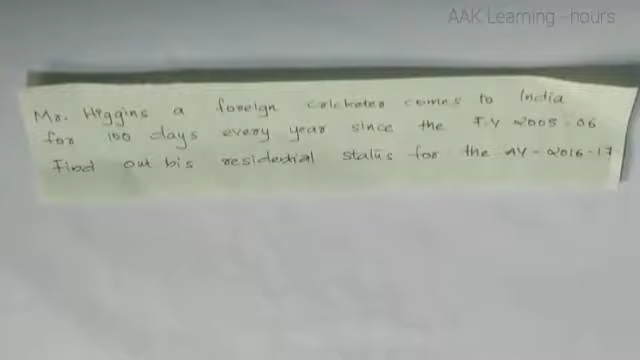 AAK Learning -hours
Mr. Higgins a foreign cricketer comes to India
for 100 days every year since the F.Y 2005-06
Find out his residential status for the AY-2016-17